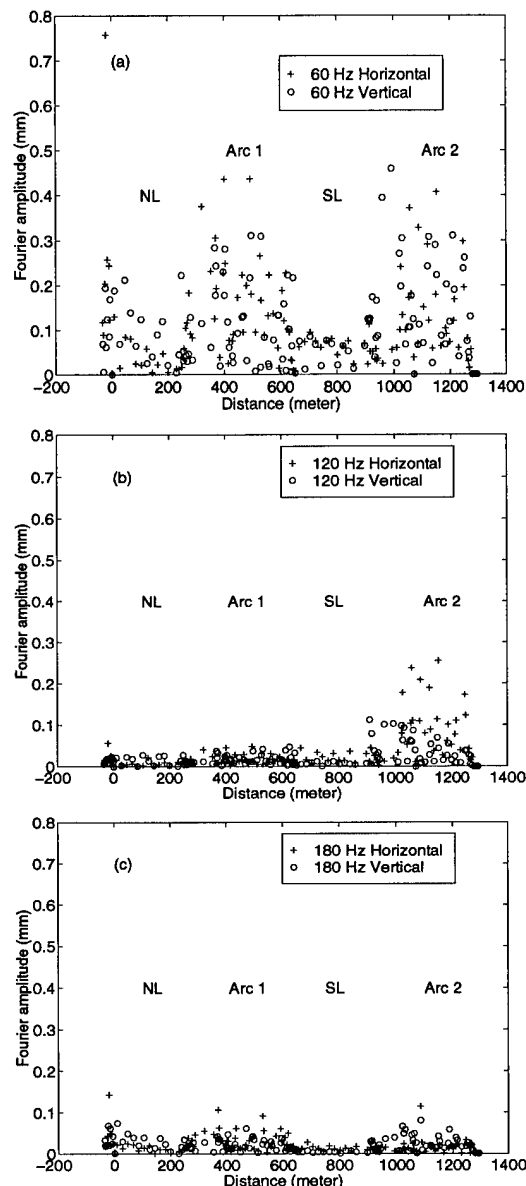 0.8
(a)
+ 60 Hz Horizontal
o 60 Hz Vertical
0.7
0.6
0.5
Arc 1
Arc 2
0.4
NL
SL
0.3
0.2
0.1
0
Fourier amplitude (mm)
−200 0 200 400 600 800 1000 1200 1400
Distance (meter)
0.8
(b)
+ 120 Hz Horizontal
o 120 Hz Vertical
0.7
0.6
0.5
0.4
NL Arc 1 SL Arc 2
0.3
0.2
0.1
0
Fourier amplitude (mm)
−200 0 200 400 600 800 1000 1200 1400
Distance (meter)
0.8
(c)
+ 180 Hz Horizontal
o 180 Hz Vertical
0.7
0.6
0.5
0.4
NL Arc 1 SL Arc 2
0.3
0.2
0.1
0
Fourier amplitude (mm)
−200 0 200 400 600 800 1000 1200 1400
Distance (meter)